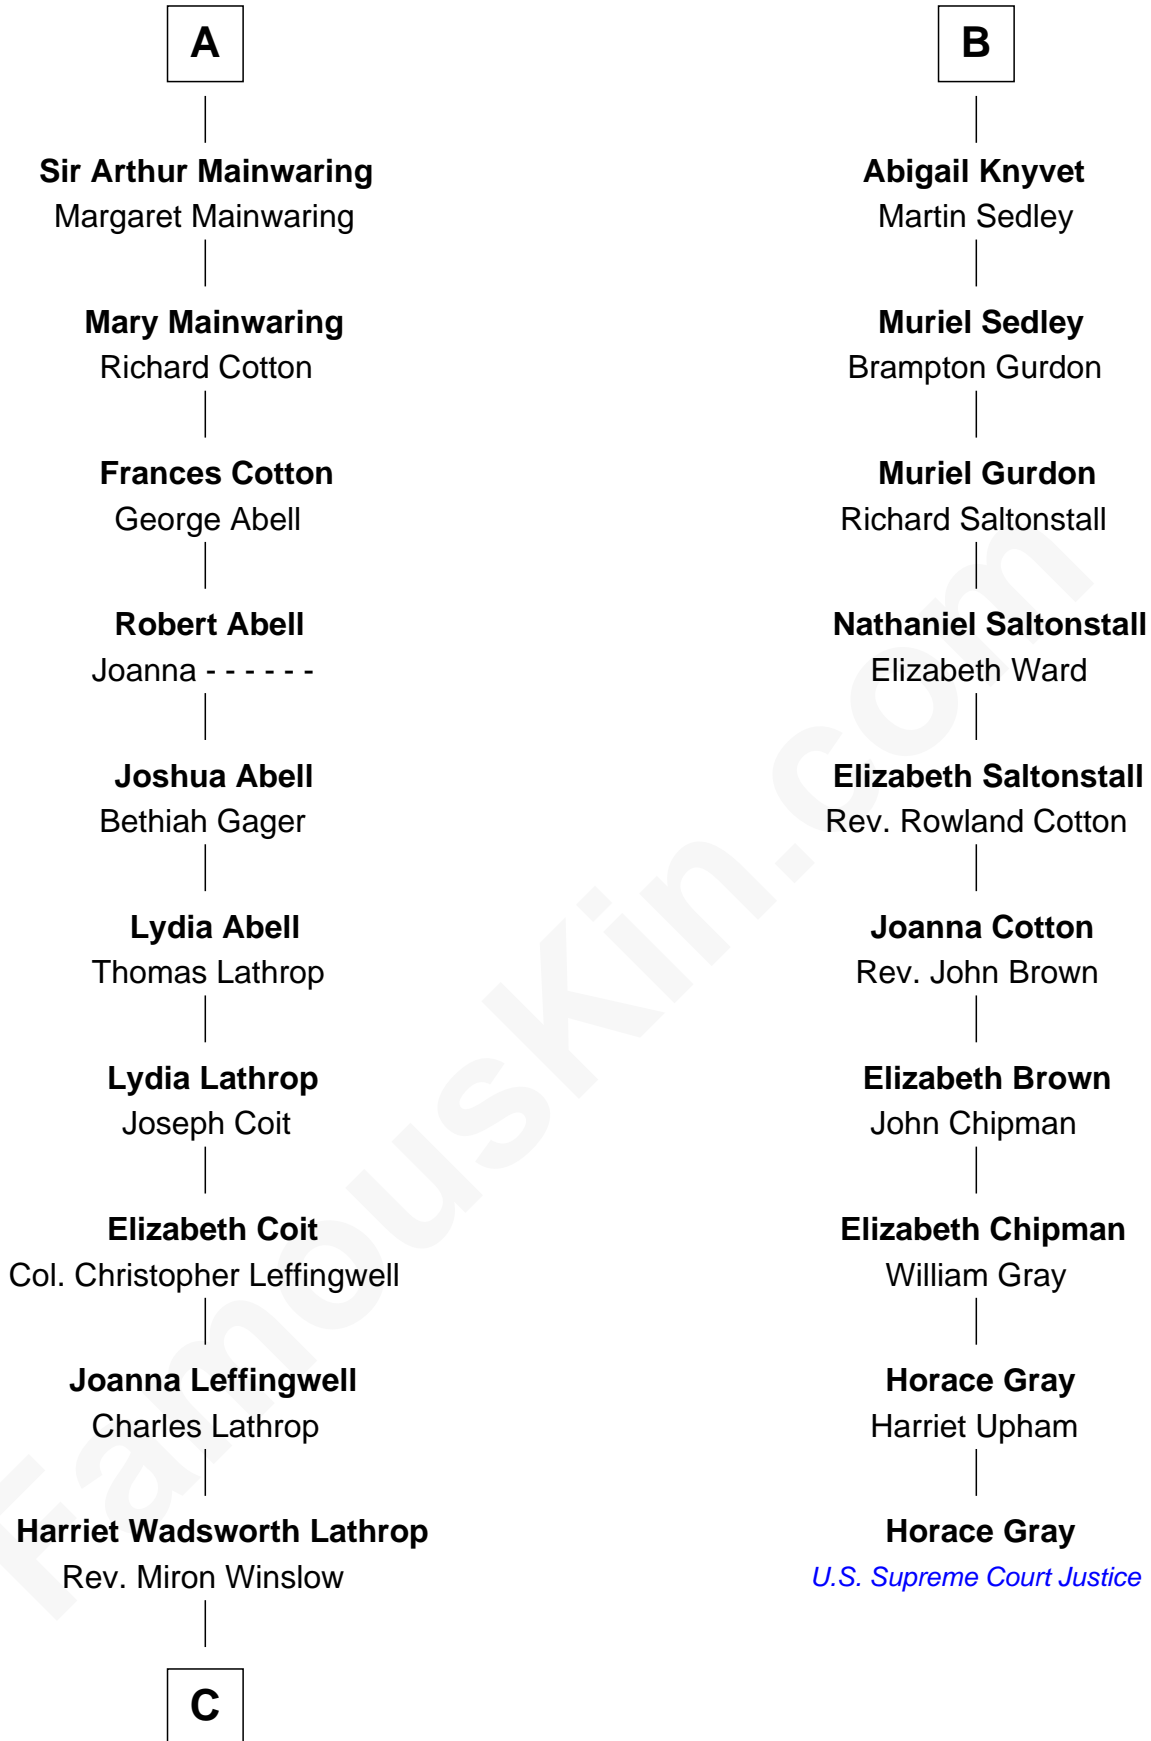 A
Sir Arthur Mainwaring
Margaret Mainwaring
Mary Mainwaring
Richard Cotton
Frances Cotton
George Abell
Robert Abell
Joanna - - - - - -
Joshua Abell
Bethiah Gager
Lydia Abell
Thomas Lathrop
Lydia Lathrop
Joseph Coit
Elizabeth Coit
Col. Christopher Leffingwell
Joanna Leffingwell
Charles Lathrop
Harriet Wadsworth Lathrop
Rev. Miron Winslow
C
B
Abigail Knyvet
Martin Sedley
Muriel Sedley
Brampton Gurdon
Muriel Gurdon
Richard Saltonstall
Nathaniel Saltonstall
Elizabeth Ward
Elizabeth Saltonstall
Rev. Rowland Cotton
Joanna Cotton
Rev. John Brown
Elizabeth Brown
John Chipman
Elizabeth Chipman
William Gray
Horace Gray
Harriet Upham
Horace Gray
U.S. Supreme Court Justice
FamousKin.com